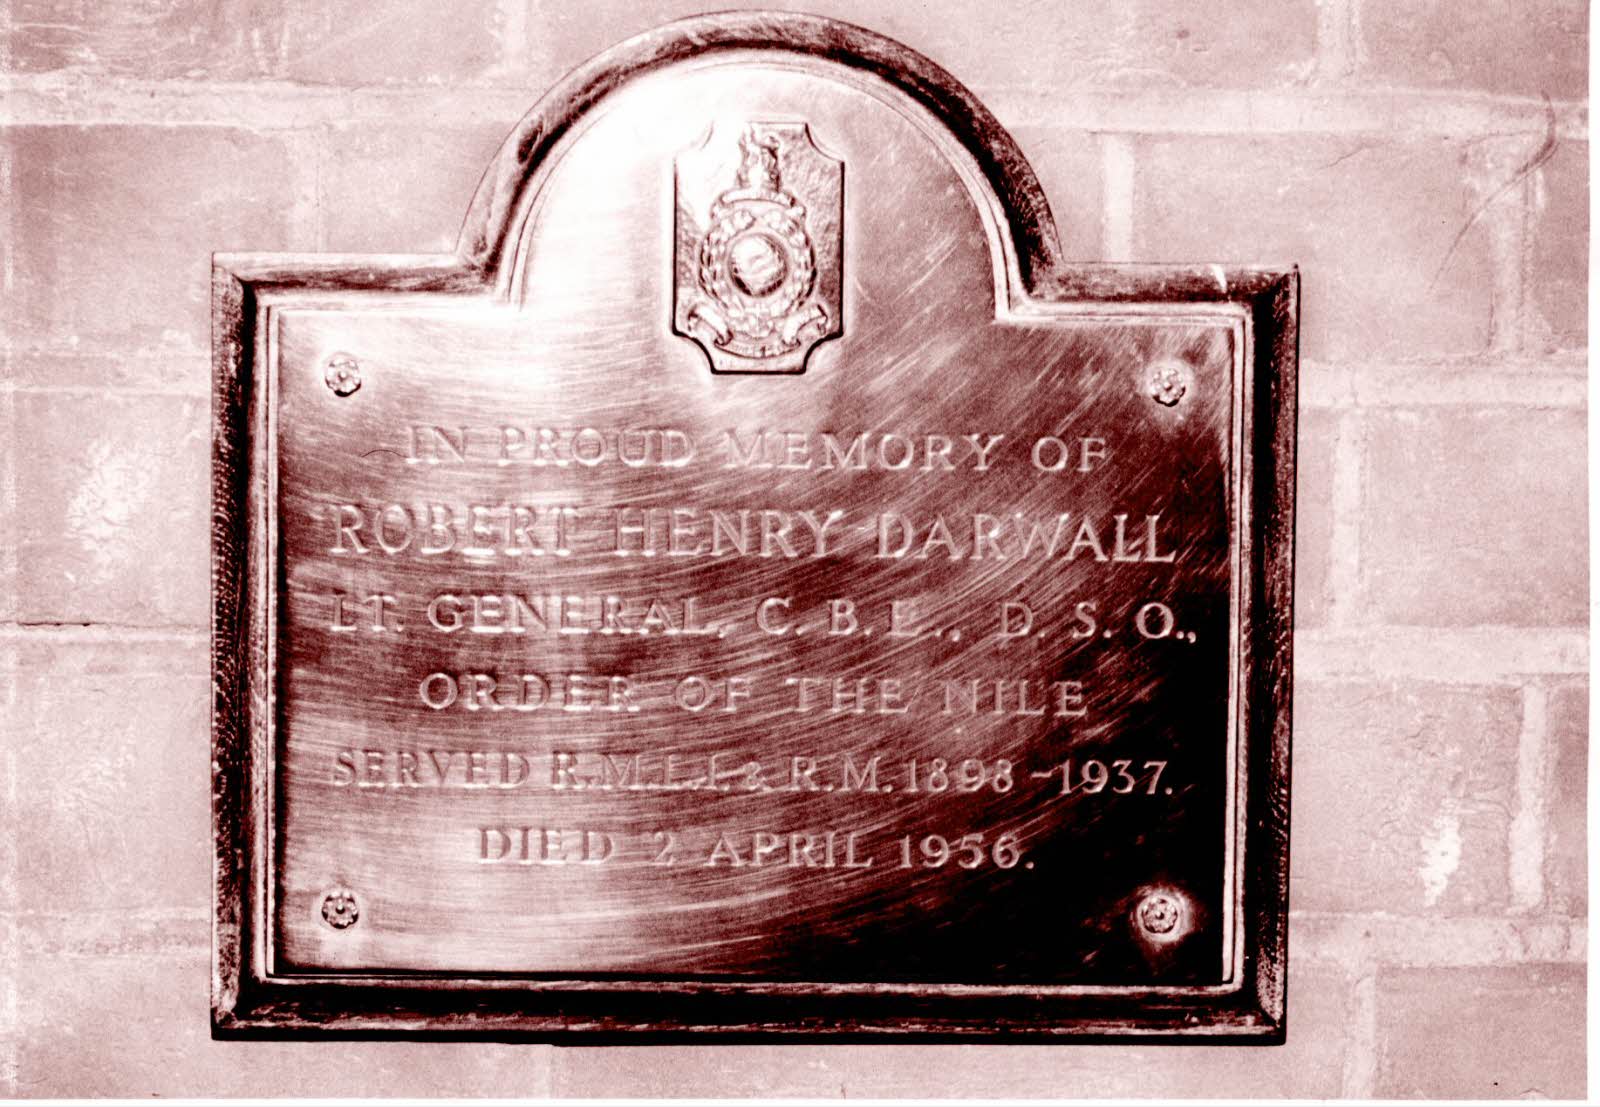 IN PROUD MEMORY OF
ROBERT HENRY DARWALL
LT. GENERAL, C.B.E., D.S.O.,
ORDER OF THE NILE
SERVED R.M.L.I. & R.M. 1898-1937.
DIED 2 APRIL 1956.